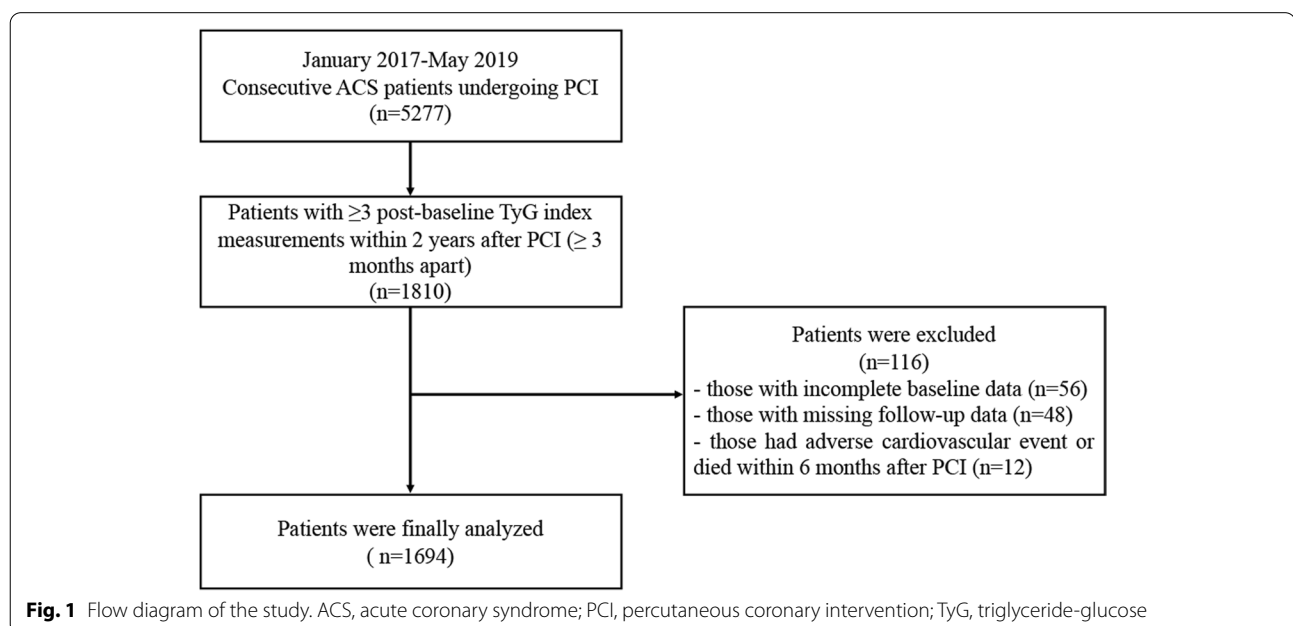 January 2017-May 2019
Consecutive ACS patients undergoing PCI
(n=5277)
Patients with ≥3 post-baseline TyG index
measurements within 2 years after PCI (≥ 3
months apart)
(n=1810)
Patients were excluded
(n=116)
- those with incomplete baseline data (n=56)
- those with missing follow-up data (n=48)
- those had adverse cardiovascular event or
died within 6 months after PCI (n=12)
Patients were finally analyzed
( n=1694)
Fig. 1 Flow diagram of the study. ACS, acute coronary syndrome; PCI, percutaneous coronary intervention; TyG, triglyceride-glucose